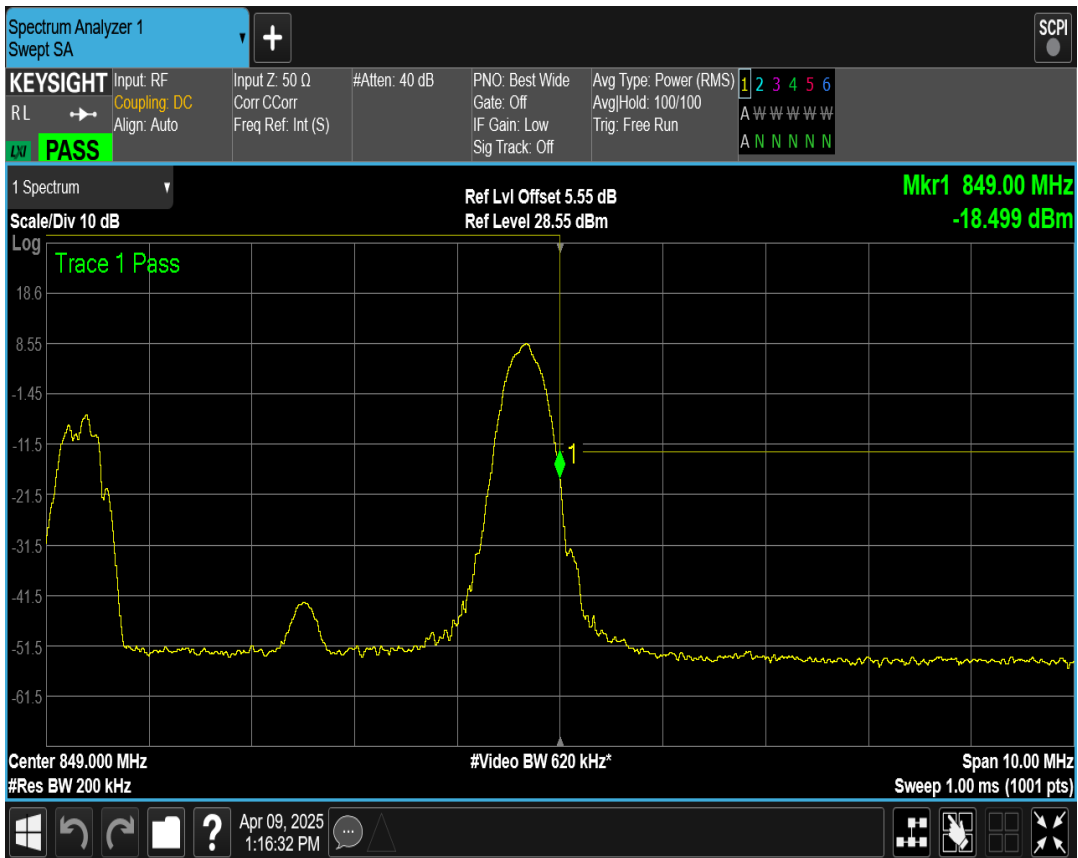 Spectrum Analyzer 1
Swept SA
SCPI
KEYSIGHT
RL
LXI PASS
Input: RF
Coupling: DC
Align: Auto
Input Z: 50 Ω
Corr CCorr
Freq Ref: Int (S)
#Atten: 40 dB
PNO: Best Wide
Gate: Off
IF Gain: Low
Sig Track: Off
Avg Type: Power (RMS)
Avg|Hold: 100/100
Trig: Free Run
1 2 3 4 5 6
A W W W W W
A N N N N N
1 Spectrum
Scale/Div 10 dB
Ref Lvl Offset 5.55 dB
Ref Level 28.55 dBm
Mkr1 849.00 MHz
-18.499 dBm
Log
Trace 1 Pass
18.6
8.55
-1.45
-11.5
1
-21.5
-31.5
-41.5
-51.5
-61.5
Center 849.000 MHz
#Video BW 620 kHz*
Span 10.00 MHz
#Res BW 200 kHz
Sweep 1.00 ms (1001 pts)
?
Apr 09, 2025
1:16:32 PM